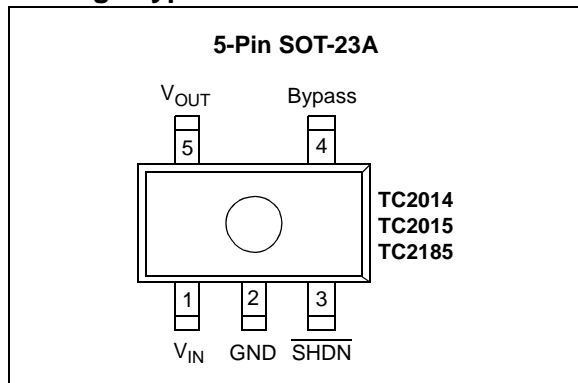 5-Pin SOT-23A
VOUT Bypass
5 4
TC2014
TC2015
TC2185
1 2 3
VIN GND SHDN